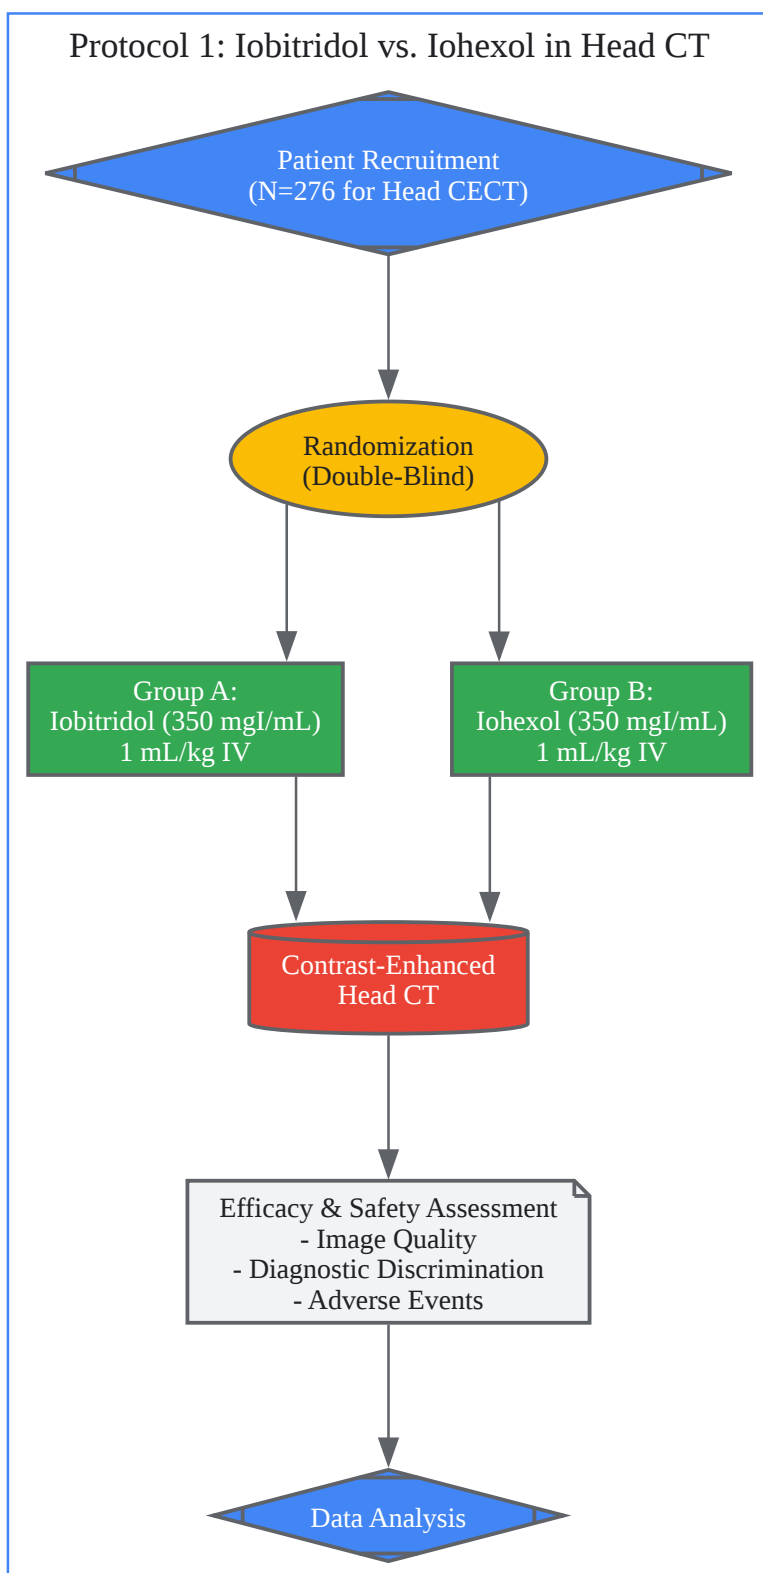 Protocol 1: Iobitridol vs. Iohexol in Head CT
Patient Recruitment
(N=276 for Head CECT)
Randomization
(Double-Blind)
Group A:
Iobitridol (350 mgI/mL)
1 mL/kg IV
Group B:
Iohexol (350 mgI/mL)
1 mL/kg IV
Contrast-Enhanced
Head CT
Efficacy & Safety Assessment
- Image Quality
- Diagnostic Discrimination
- Adverse Events
Data Analysis